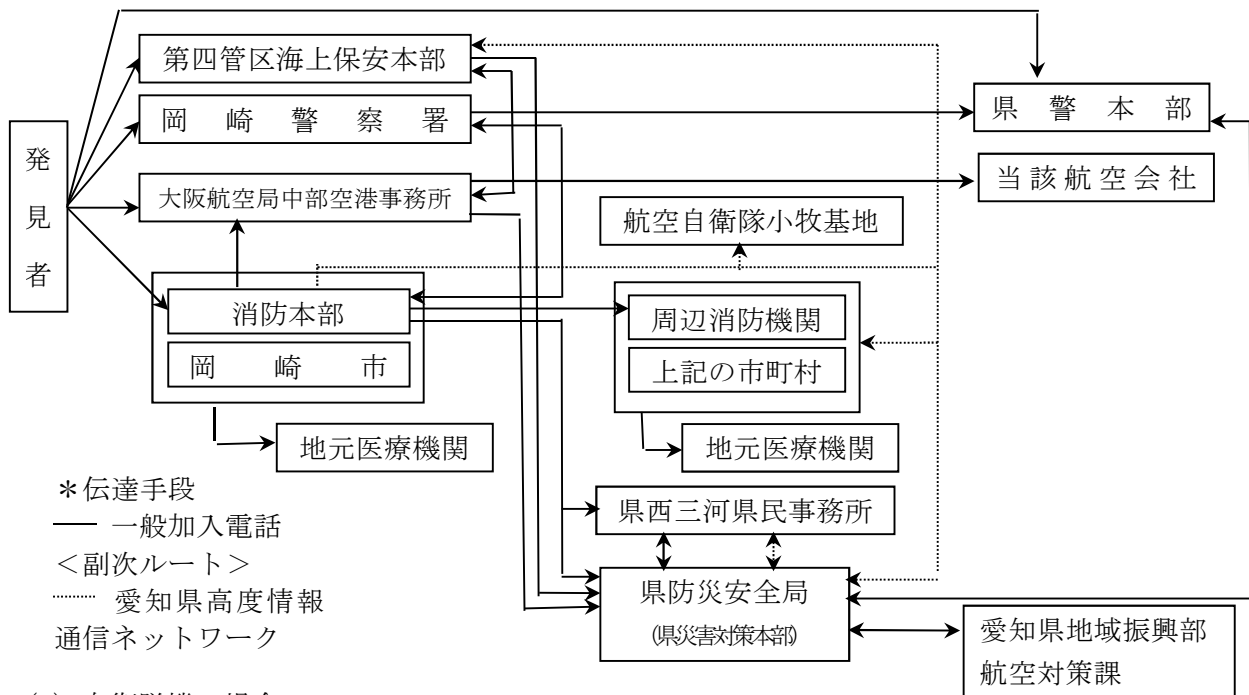 第四管区海上保安本部
岡崎警察署
県警本部
発見者
当該航空会社
大阪航空局中部空港事務所
航空自衛隊小牧基地
消防本部
周辺消防機関
岡崎市
上記の市町村
地元医療機関
地元医療機関
＊伝達手段
一般加入電話
＜副次ルート＞
愛知県高度情報
通信ネットワーク
県西三河県民事務所
県防災安全局
(県災害対策本部)
愛知県地域振興部
航空対策課